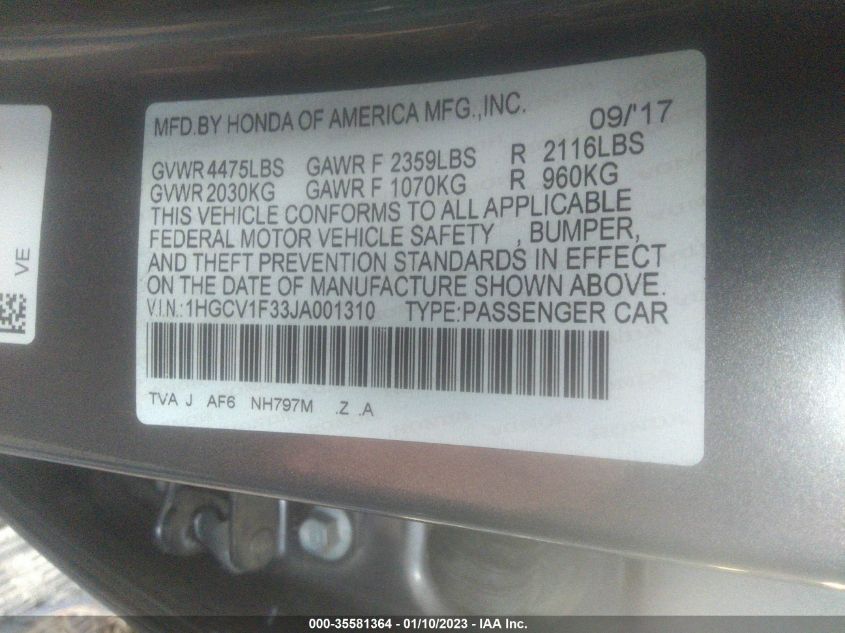 MFD.BY HONDA OF AMERICA MFG.,INC. 09/'17
GVWR 4475LBS GAWR F 2359LBS R 2116LBS
GVWR 2030KG GAWR F 1070KG R 960KG
THIS VEHICLE CONFORMS TO ALL APPLICABLE
FEDERAL MOTOR VEHICLE SAFETY , BUMPER,
AND THEFT PREVENTION STANDARDS IN EFFECT
ON THE DATE OF MANUFACTURE SHOWN ABOVE.
V.I.N.:1HGCV1F33JA001310 TYPE:PASSENGER CAR
TVA J AF6 NH797M .Z .A
VE
000-35581364 - 01/10/2023 - IAA Inc.